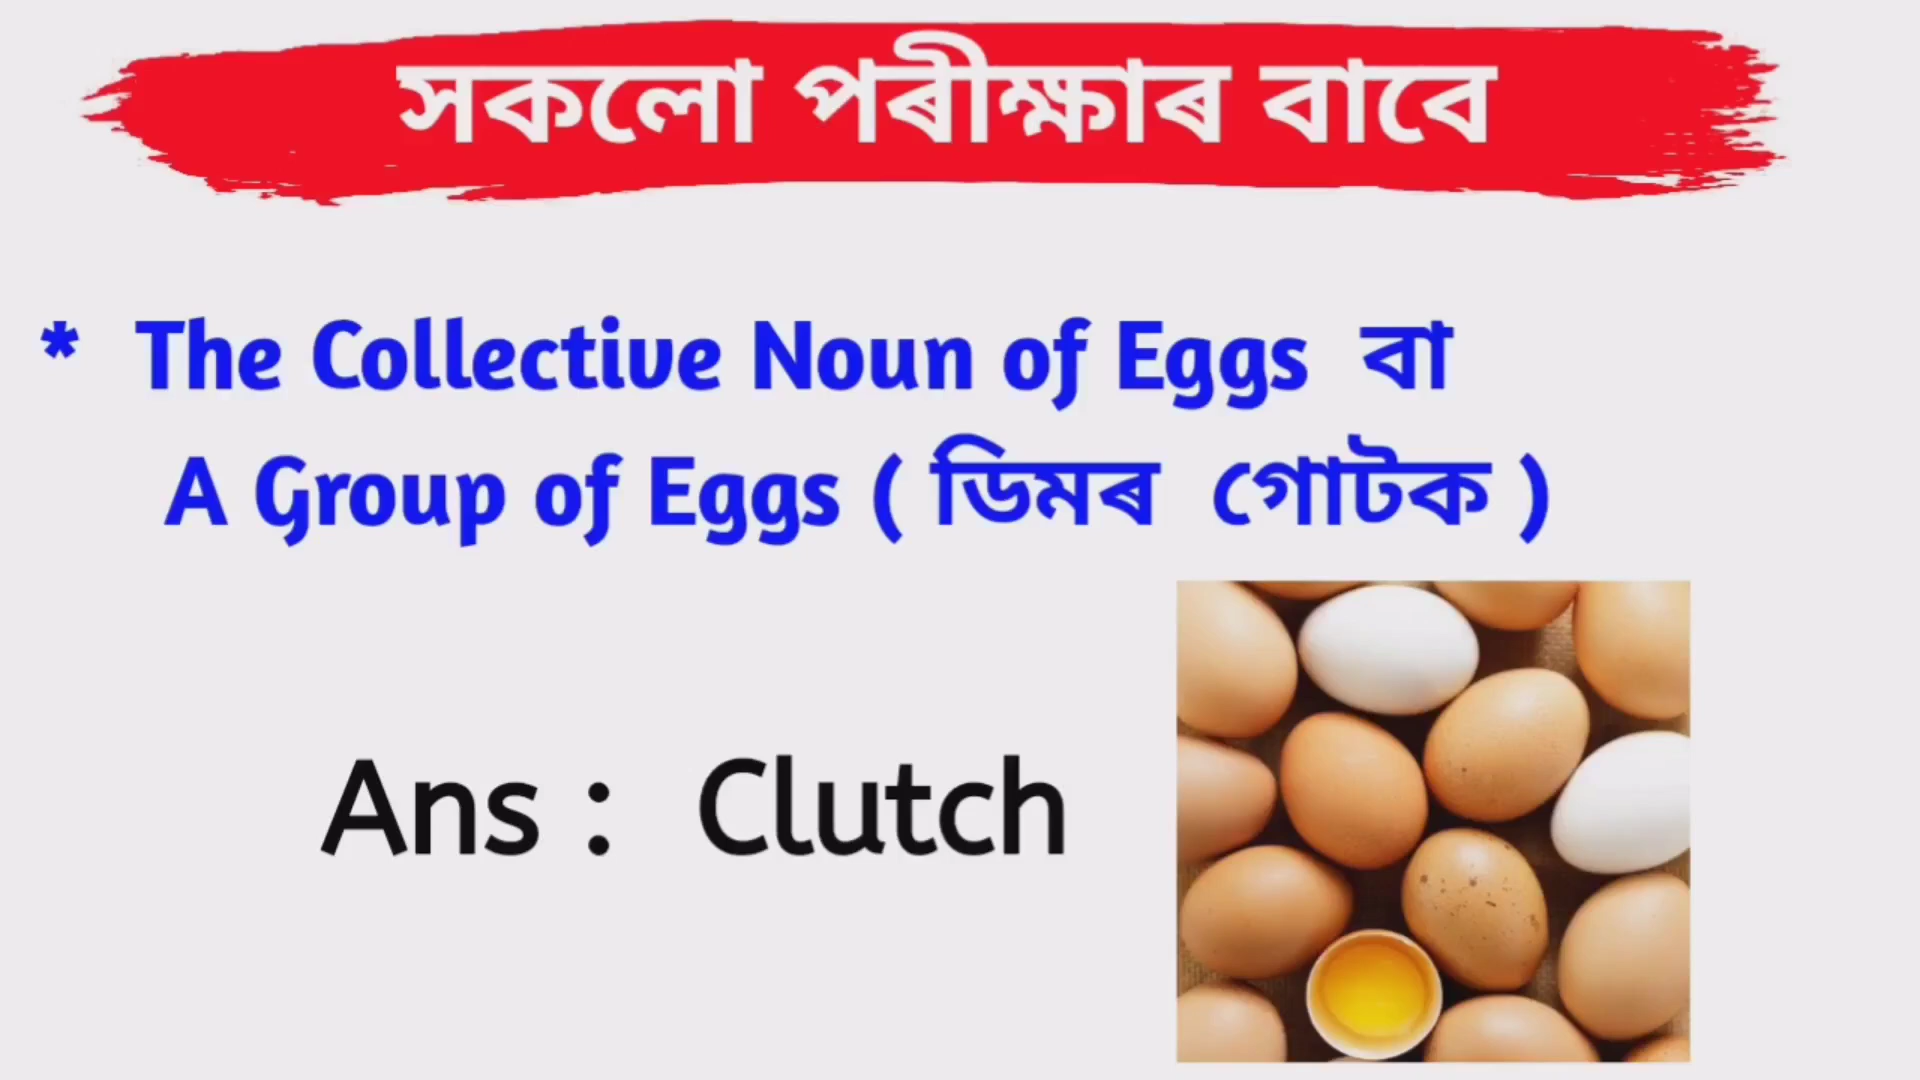 সকলো পৰীক্ষাৰ বাবে
* The Collective Noun of Eggs বা
A Group of Eggs ( ডিমৰ গোটক )
Ans : Clutch